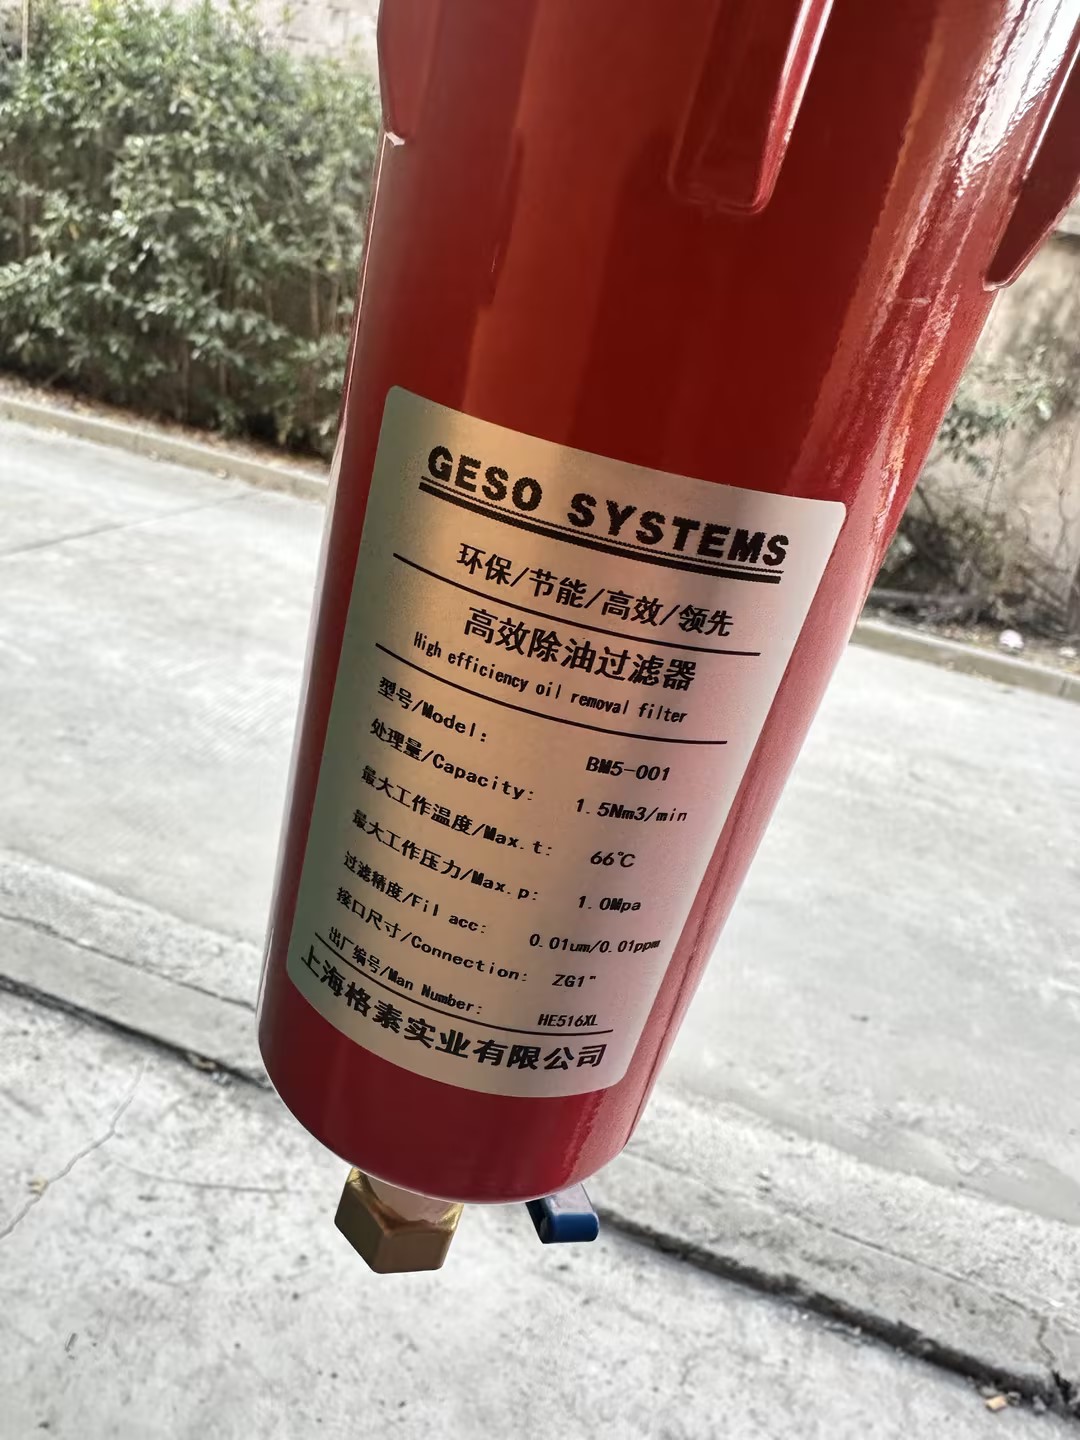 GESO SYSTEMS
环保/节能/高效/领先
高效除油过滤器
High efficiency oil removal filter
型号/Model: BM5-001
处理量/Capacity: 1.5Nm3/min
最大工作温度/Max.t: 66℃
最大工作压力/Max.p: 1.0Mpa
过滤精度/Fil acc: 0.01um/0.01ppm
接口尺寸/Connection: ZG1"
出厂编号/Man Number: HE516XL
上海格素实业有限公司